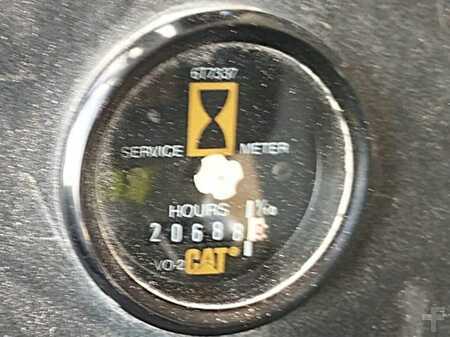 6T7337
SERVICE METER
HOURS 1/10
20688
VO-2 CAT